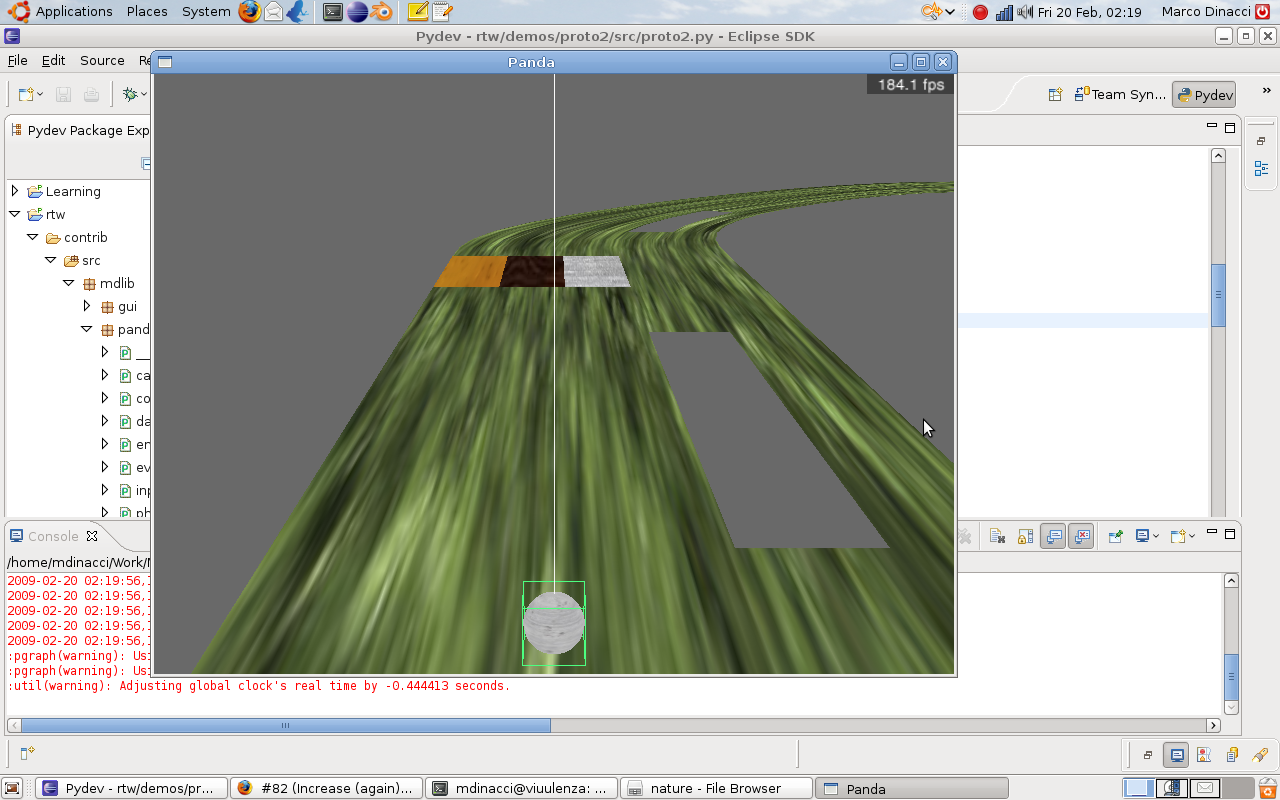 Applications Places System
Fri 20 Feb, 02:19 Marco Dinacci
Pydev - rtw/demos/proto2/src/proto2.py - Eclipse SDK
File Edit Source
Panda
184.1 fps
Team Syn... Pydev
Pydev Package Exp
Learning
rtw
contrib
src
mdlib
gui
pand
ca
co
da
en
ev
inp
ph
Console
/home/mdinacci/Work/
2009-02-20 02:19:56,
2009-02-20 02:19:56,
2009-02-20 02:19:56,
2009-02-20 02:19:56,
2009-02-20 02:19:56,
:pgraph(warning): Usi
:pgraph(warning): Usi
:util(warning): Adjusting global clock's real time by -0.444413 seconds.
Pydev - rtw/demos/pr... #82 (Increase (again)... mdinacci@viuulenza: ... nature - File Browser Panda